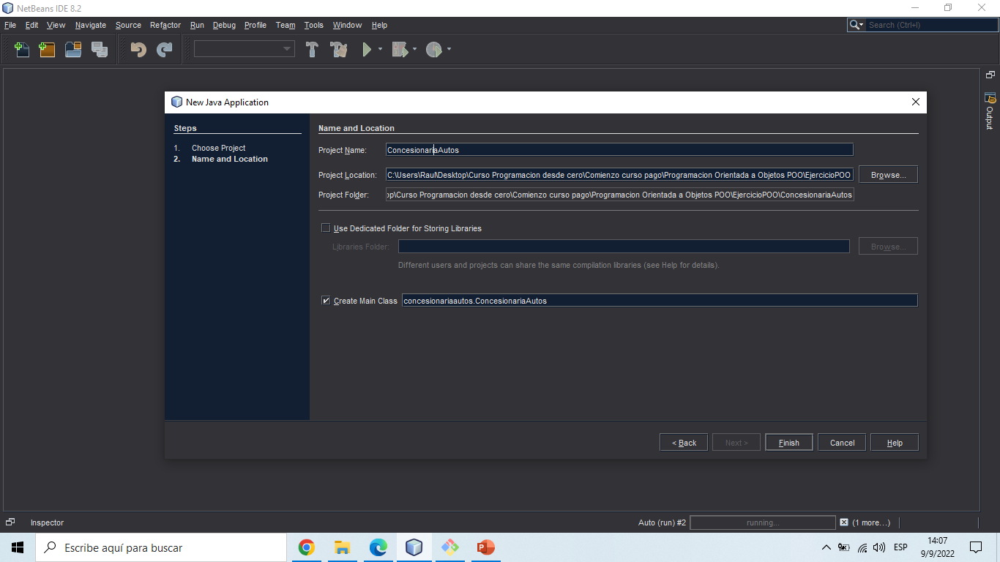 NetBeans IDE 8.2
File Edit View Navigate Source Refactor Run Debug Profile Team Tools Window Help
Search (Ctrl+I)
Output
New Java Application
Steps
1. Choose Project
2. Name and Location
Name and Location
Project Name: ConcesionariaAutos
Project Location: C:\Users\Raul\Desktop\Curso Programacion desde cero\Comienzo curso pago\Programacion Orientada a Objetos POO\EjercicioPOO Browse...
Project Folder: op\Curso Programacion desde cero\Comienzo curso pago\Programacion Orientada a Objetos POO\EjercicioPOO\ConcesionariaAutos
Use Dedicated Folder for Storing Libraries
Libraries Folder: Browse...
Different users and projects can share the same compilation libraries (see Help for details).
Create Main Class concesionariaautos.ConcesionariaAutos
< Back Next > Finish Cancel Help
Inspector
Auto (run) #2 running... (1 more...)
Escribe aquí para buscar
ESP
14:07
9/9/2022